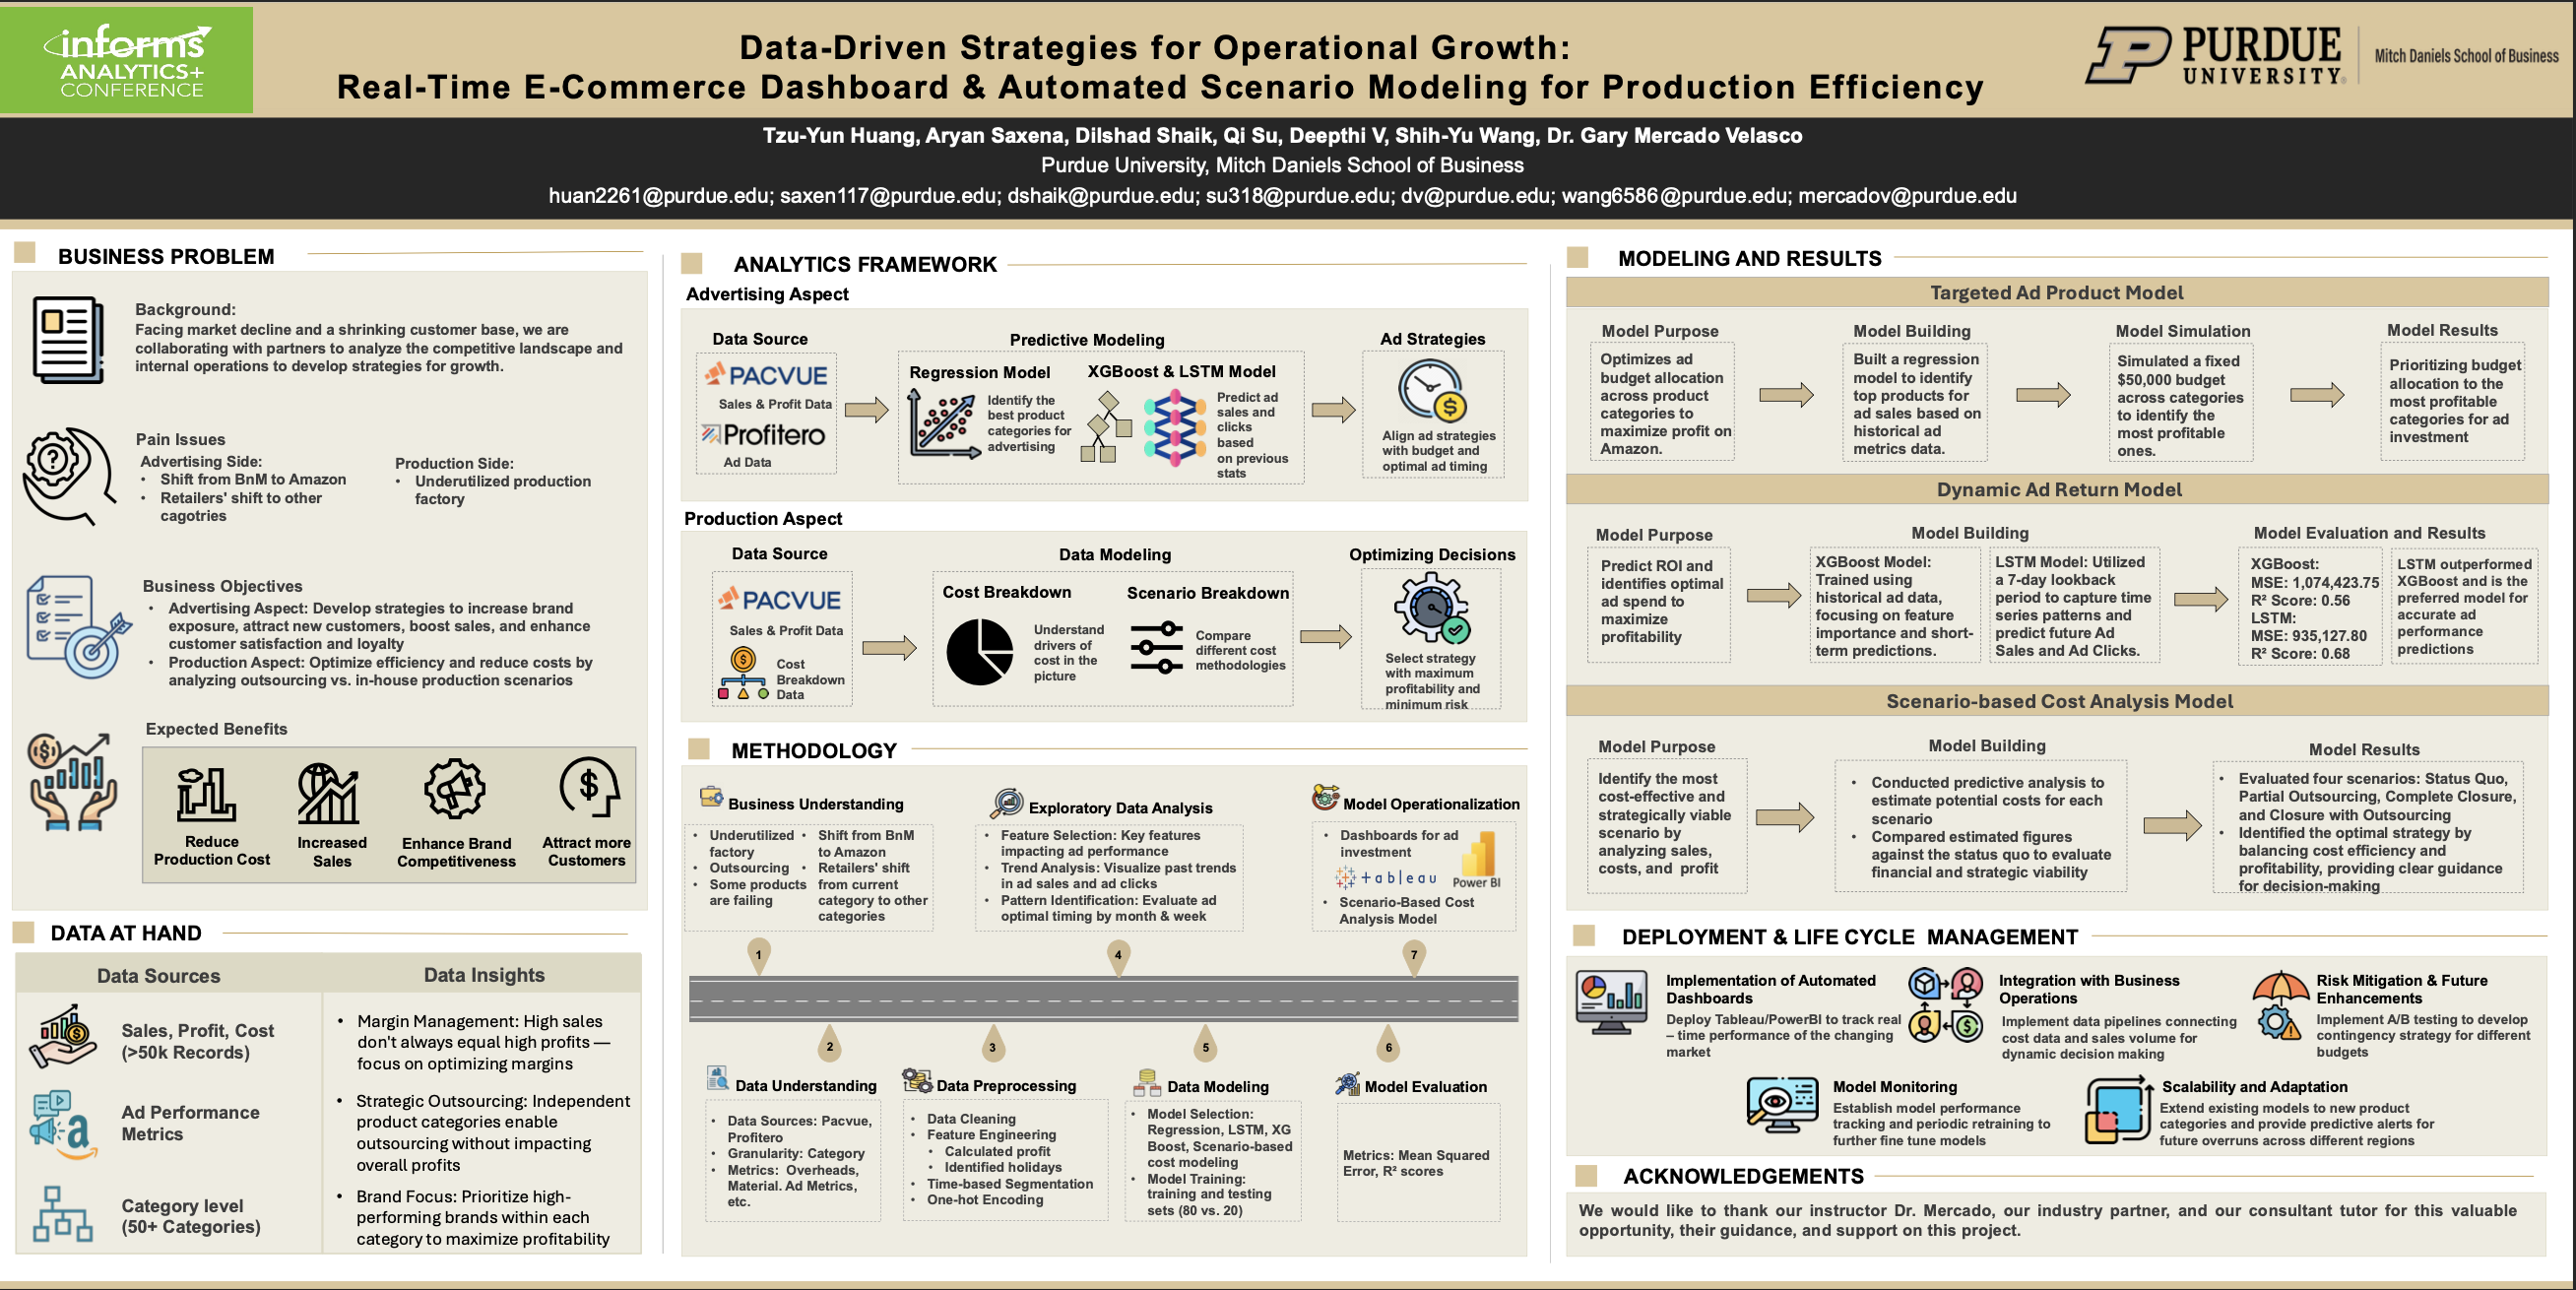 informs
ANALYTICS+
CONFERENCE
Data-Driven Strategies for Operational Growth:
Real-Time E-Commerce Dashboard & Automated Scenario Modeling for Production Efficiency
PURDUE
UNIVERSITY
Mitch Daniels School of Business
Tzu-Yun Huang, Aryan Saxena, Dilshad Shaik, Qi Su, Deepthi V, Shih-Yu Wang, Dr. Gary Mercado Velasco
Purdue University, Mitch Daniels School of Business
huan2261@purdue.edu; saxen117@purdue.edu; dshaik@purdue.edu; su318@purdue.edu; dv@purdue.edu; wang6586@purdue.edu; mercadov@purdue.edu
BUSINESS PROBLEM
Background:
Facing market decline and a shrinking customer base, we are
collaborating with partners to analyze the competitive landscape and
internal operations to develop strategies for growth.
Pain Issues
Advertising Side:
• Shift from BnM to Amazon
• Retailers' shift to other
cagotries
Production Side:
• Underutilized production
factory
Business Objectives
• Advertising Aspect: Develop strategies to increase brand
exposure, attract new customers, boost sales, and enhance
customer satisfaction and loyalty
• Production Aspect: Optimize efficiency and reduce costs by
analyzing outsourcing vs. in-house production scenarios
Expected Benefits
Reduce
Production Cost
Increased
Sales
Enhance Brand
Competitiveness
Attract more
Customers
DATA AT HAND
Data Sources
Data Insights
Sales, Profit, Cost
(>50k Records)
• Margin Management: High sales
don't always equal high profits —
focus on optimizing margins
Ad Performance
Metrics
• Strategic Outsourcing: Independent
product categories enable
outsourcing without impacting
overall profits
Category level
(50+ Categories)
• Brand Focus: Prioritize high-
performing brands within each
category to maximize profitability
ANALYTICS FRAMEWORK
Advertising Aspect
Data Source
PACVUE
Sales & Profit Data
Profitero
Ad Data
Predictive Modeling
Regression Model
Identify the
best product
categories for
advertising
XGBoost & LSTM Model
Predict ad
sales and
clicks
based
on previous
stats
Ad Strategies
Align ad strategies
with budget and
optimal ad timing
Production Aspect
Data Source
PACVUE
Sales & Profit Data
Cost
Breakdown
Data
Data Modeling
Cost Breakdown
Understand
drivers of
cost in the
picture
Scenario Breakdown
Compare
different cost
methodologies
Optimizing Decisions
Select strategy
with maximum
profitability and
minimum risk
METHODOLOGY
Business Understanding
• Underutilized
factory
• Outsourcing
• Some products
are failing
• Shift from BnM
to Amazon
• Retailers' shift
from current
category to other
categories
Exploratory Data Analysis
• Feature Selection: Key features
impacting ad performance
• Trend Analysis: Visualize past trends
in ad sales and ad clicks
• Pattern Identification: Evaluate ad
optimal timing by month & week
Model Operationalization
• Dashboards for ad
investment
tableau
Power BI
• Scenario-Based Cost
Analysis Model
1
4
7
2
3
5
6
Data Understanding
• Data Sources: Pacvue,
Profitero
• Granularity: Category
• Metrics: Overheads,
Material. Ad Metrics,
etc.
Data Preprocessing
• Data Cleaning
• Feature Engineering
• Calculated profit
• Identified holidays
• Time-based Segmentation
• One-hot Encoding
Data Modeling
• Model Selection:
Regression, LSTM, XG
Boost, Scenario-based
cost modeling
• Model Training:
training and testing
sets (80 vs. 20)
Model Evaluation
Metrics: Mean Squared
Error, R² scores
MODELING AND RESULTS
Targeted Ad Product Model
Model Purpose
Optimizes ad
budget allocation
across product
categories to
maximize profit on
Amazon.
Model Building
Built a regression
model to identify
top products for
ad sales based on
historical ad
metrics data.
Model Simulation
Simulated a fixed
$50,000 budget
across categories
to identify the
most profitable
ones.
Model Results
Prioritizing budget
allocation to the
most profitable
categories for ad
investment
Dynamic Ad Return Model
Model Purpose
Predict ROI and
identifies optimal
ad spend to
maximize
profitability
Model Building
XGBoost Model:
Trained using
historical ad data,
focusing on feature
importance and short-
term predictions.
LSTM Model: Utilized
a 7-day lookback
period to capture time
series patterns and
predict future Ad
Sales and Ad Clicks.
Model Evaluation and Results
XGBoost:
MSE: 1,074,423.75
R² Score: 0.56
LSTM:
MSE: 935,127.80
R² Score: 0.68
LSTM outperformed
XGBoost and is the
preferred model for
accurate ad
performance
predictions
Scenario-based Cost Analysis Model
Model Purpose
Identify the most
cost-effective and
strategically viable
scenario by
analyzing sales,
costs, and profit
Model Building
• Conducted predictive analysis to
estimate potential costs for each
scenario
• Compared estimated figures
against the status quo to evaluate
financial and strategic viability
Model Results
• Evaluated four scenarios: Status Quo,
Partial Outsourcing, Complete Closure,
and Closure with Outsourcing
• Identified the optimal strategy by
balancing cost efficiency and
profitability, providing clear guidance
for decision-making
DEPLOYMENT & LIFE CYCLE MANAGEMENT
Implementation of Automated
Dashboards
Deploy Tableau/PowerBI to track real
– time performance of the changing
market
Integration with Business
Operations
Implement data pipelines connecting
cost data and sales volume for
dynamic decision making
Risk Mitigation & Future
Enhancements
Implement A/B testing to develop
contingency strategy for different
budgets
Model Monitoring
Establish model performance
tracking and periodic retraining to
further fine tune models
Scalability and Adaptation
Extend existing models to new product
categories and provide predictive alerts for
future overruns across different regions
ACKNOWLEDGEMENTS
We would like to thank our instructor Dr. Mercado, our industry partner, and our consultant tutor for this valuable
opportunity, their guidance, and support on this project.